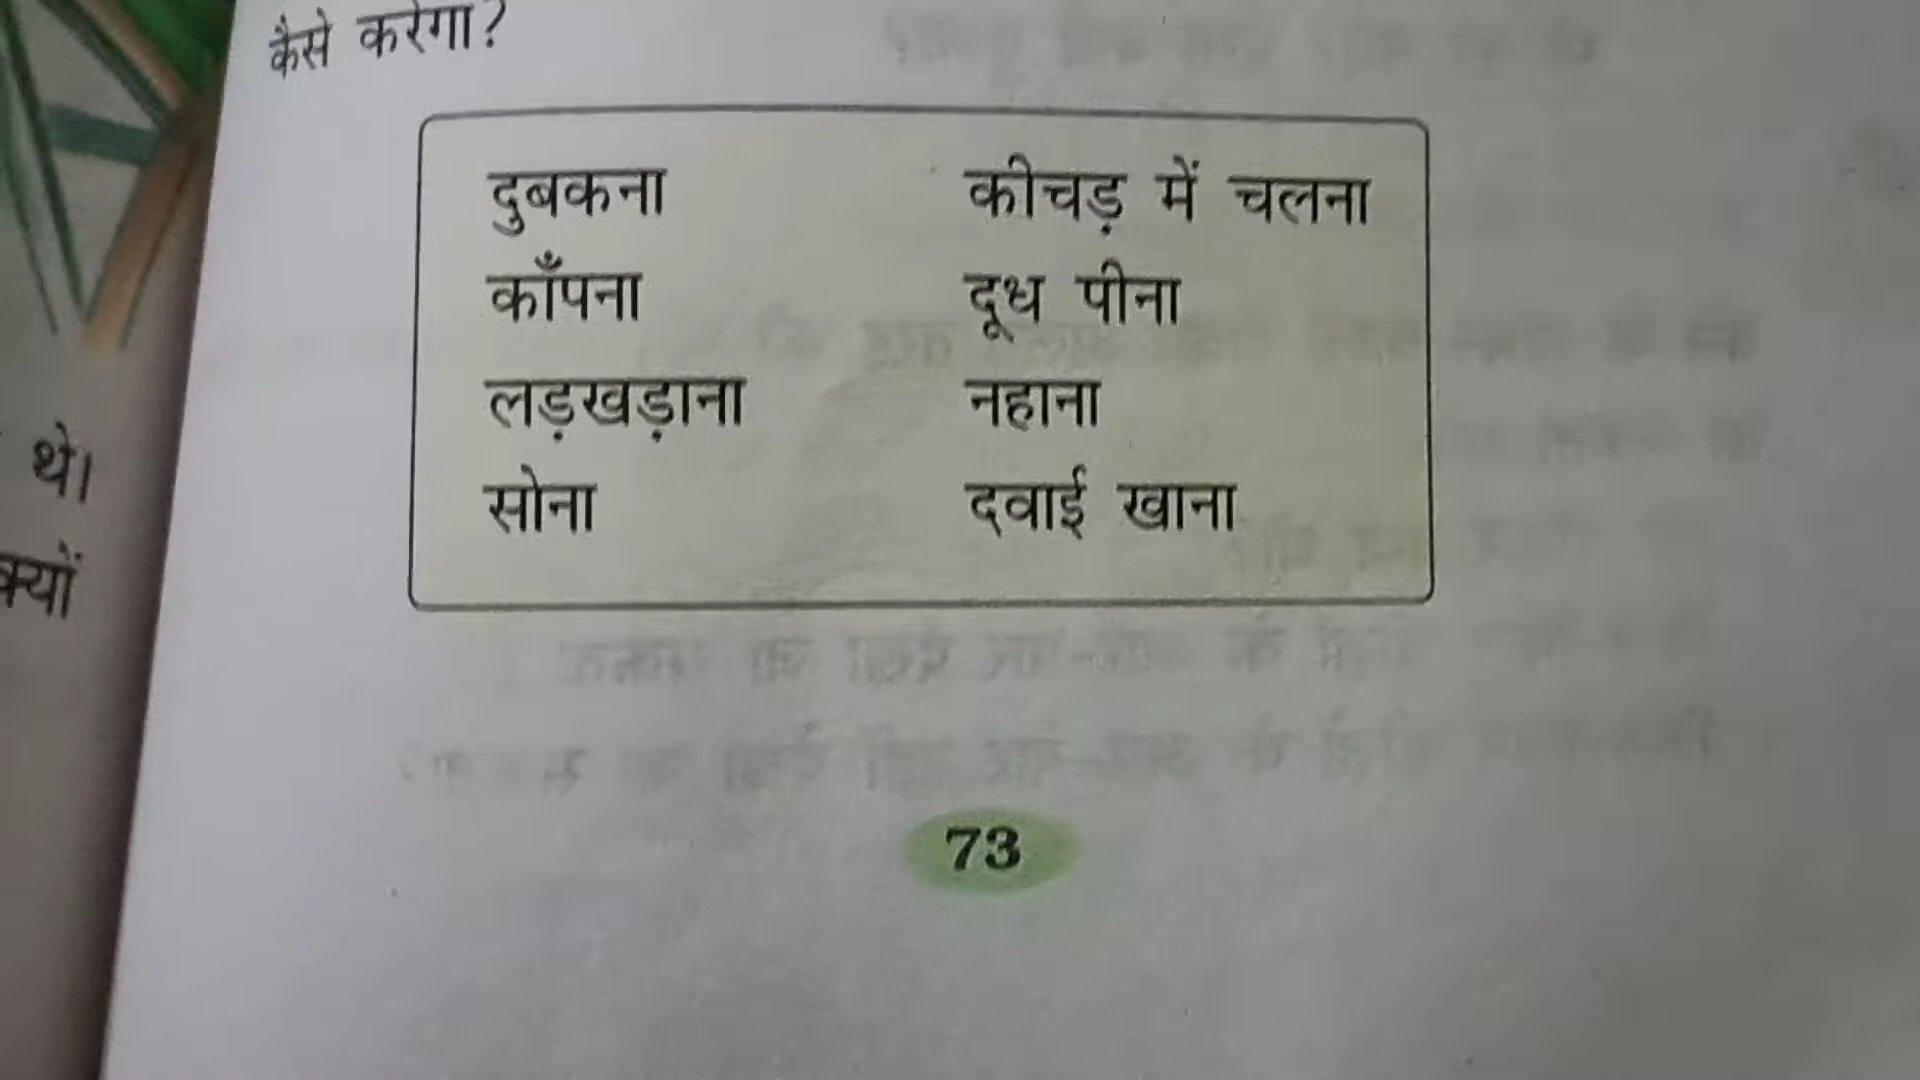 कैसे करेगा?
दुबकना कीचड़ में चलना
काँपना दूध पीना
लड़खड़ाना नहाना
सोना दवाई खाना
थे।
क्यों
73